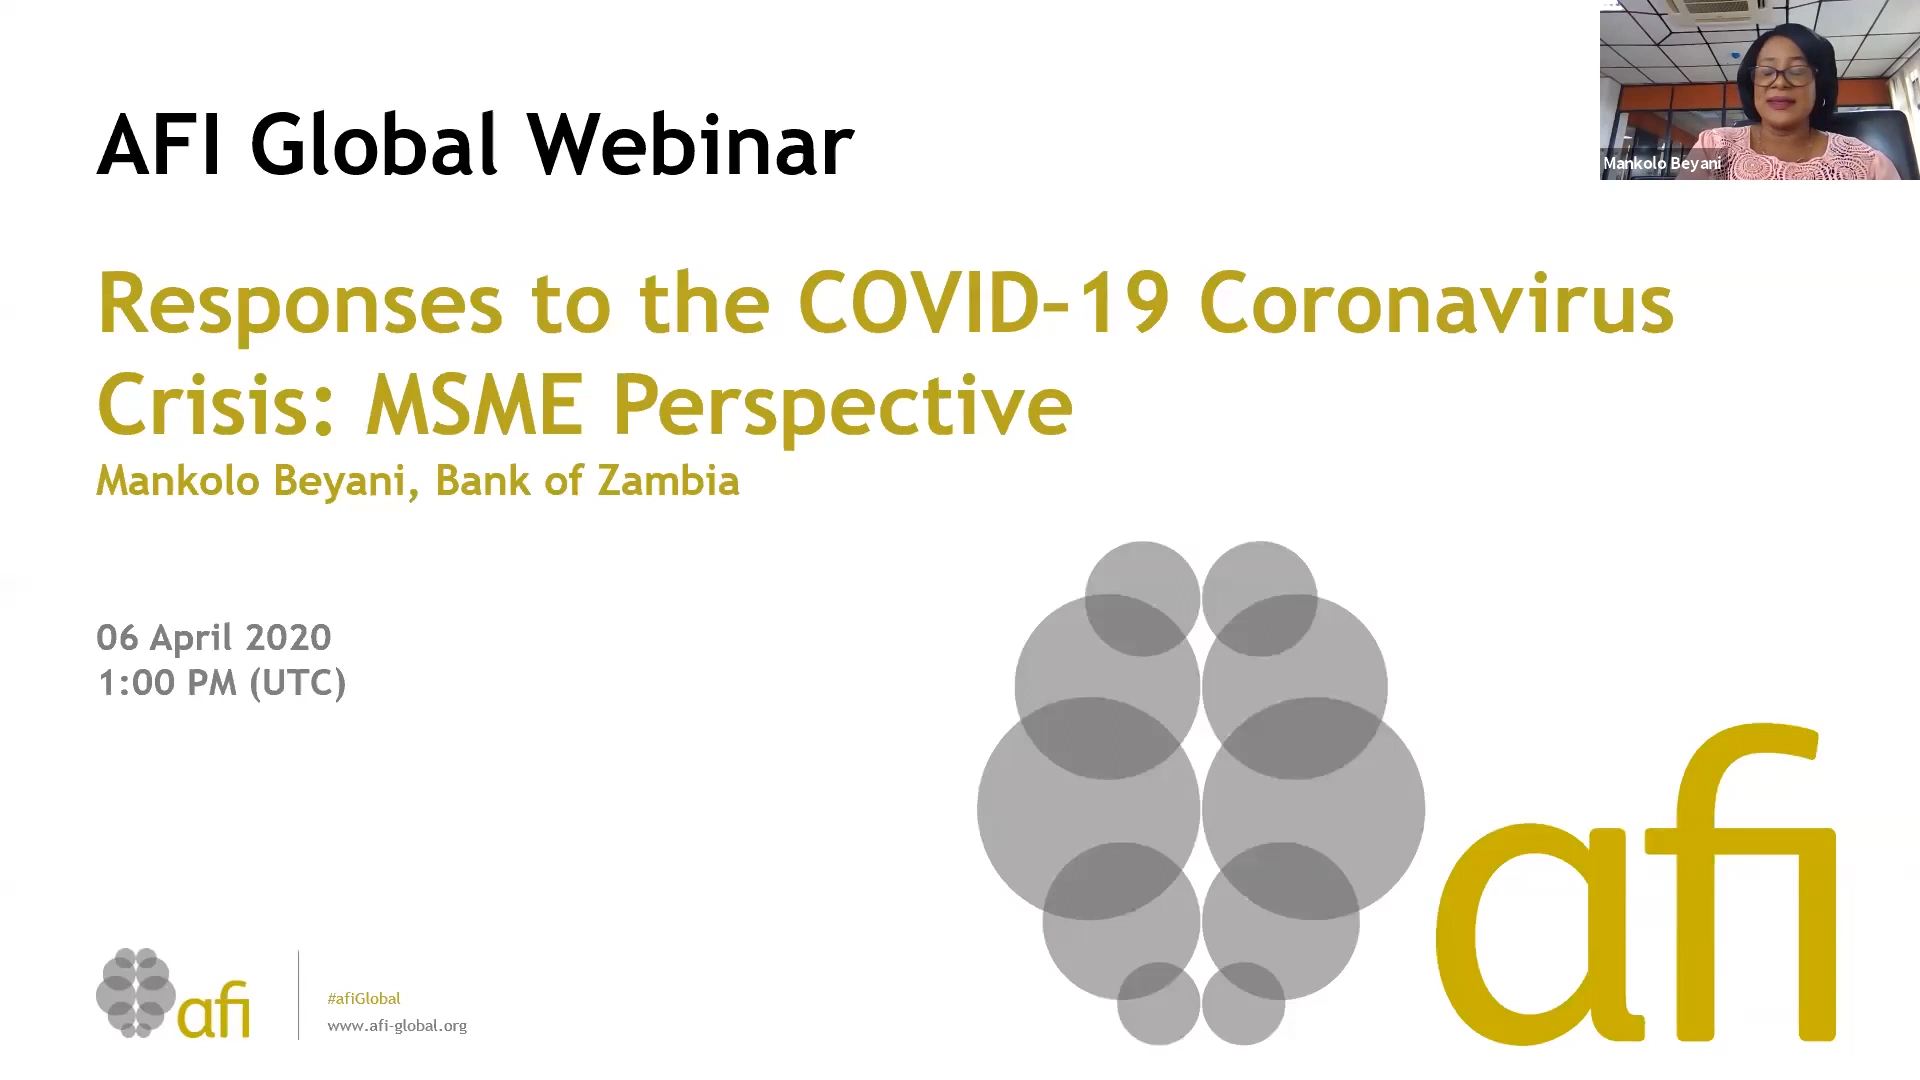 AFI Global Webinar
Mankolo Beyani
Responses to the COVID-19 Coronavirus
Crisis: MSME Perspective
Mankolo Beyani, Bank of Zambia
06 April 2020
1:00 PM (UTC)
afi
afi
#afiGlobal
www.afi-global.org